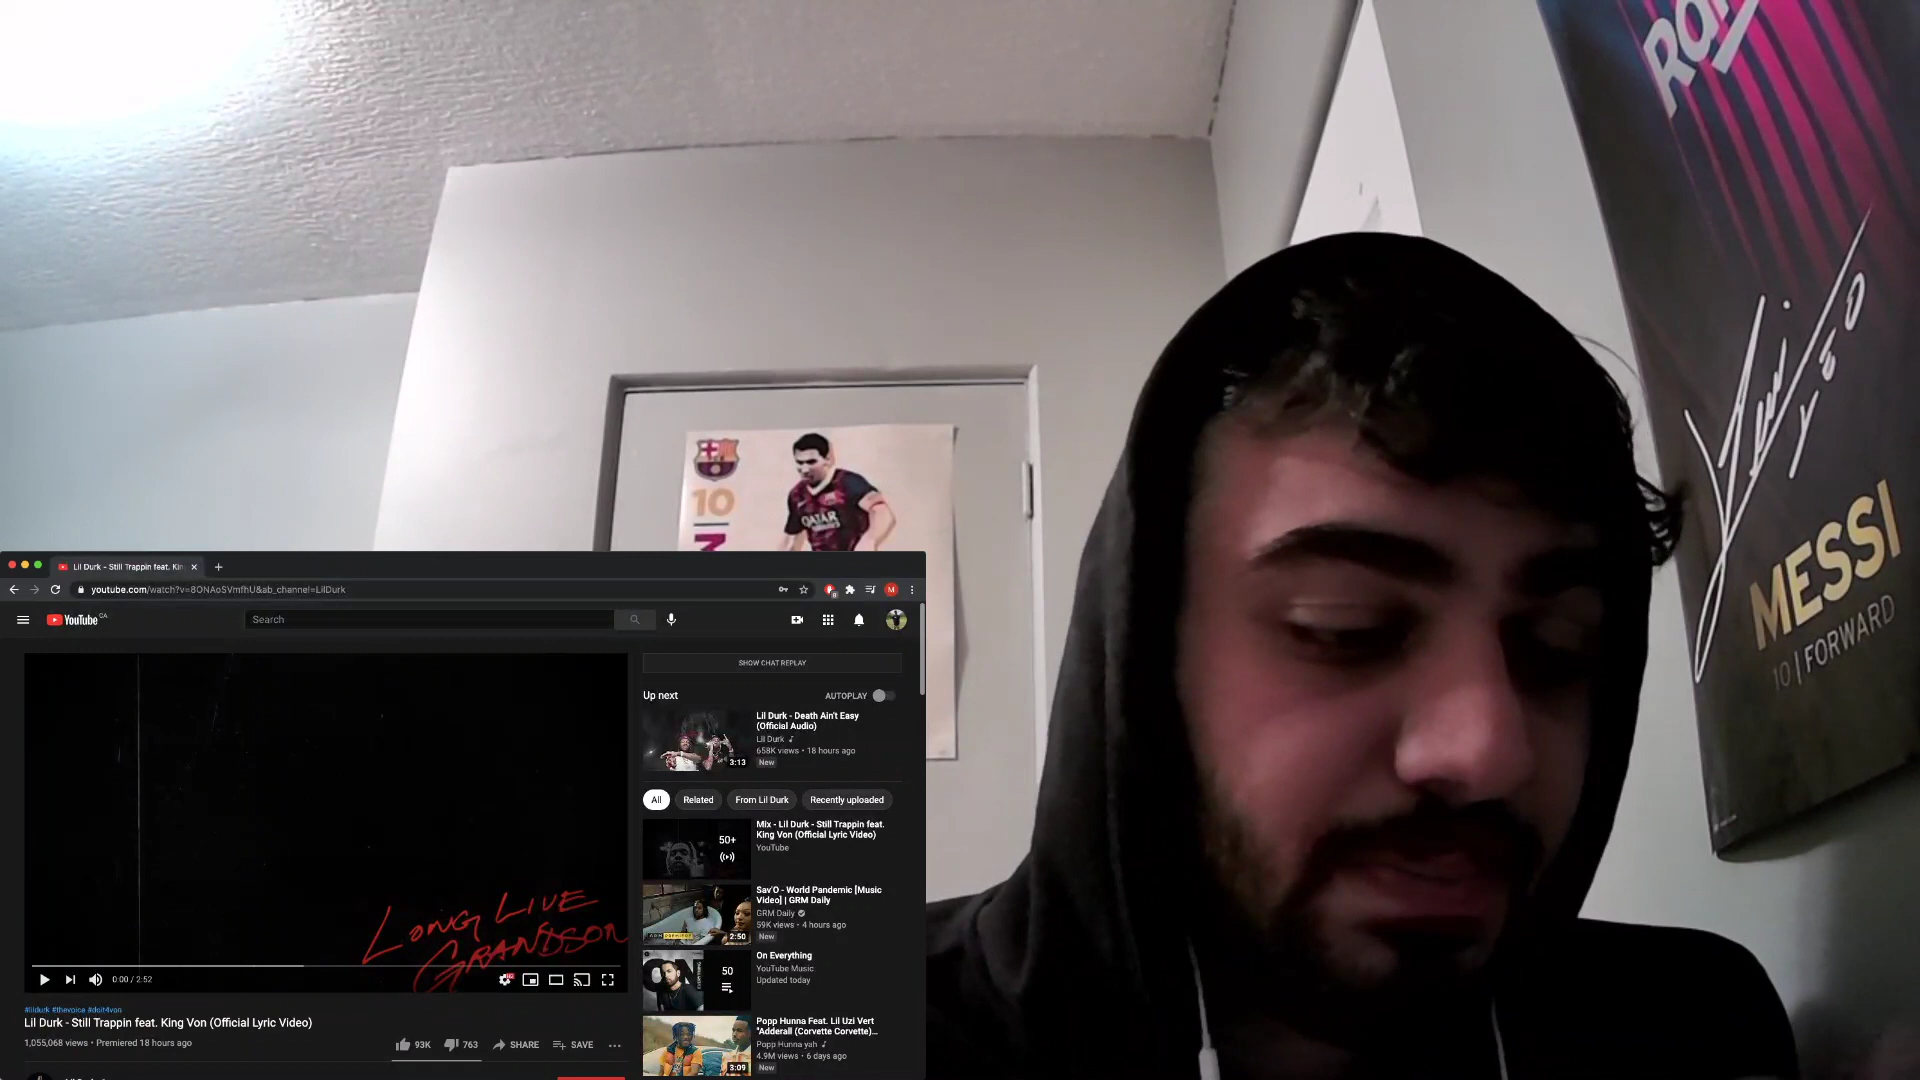 10
QATAR
MESSI
10 | FORWARD
Lil Durk - Still Trappin feat. Kin
youtube.com/watch?v=8ONAoSVmfhU&ab_channel=LilDurk
M
YouTube CA
Search
SHOW CHAT REPLAY
Up next
AUTOPLAY
Lil Durk - Death Ain't Easy
(Official Audio)
Lil Durk
658K views • 18 hours ago
New
3:13
All
Related
From Lil Durk
Recently uploaded
50+
Mix - Lil Durk - Still Trappin feat.
King Von (Official Lyric Video)
YouTube
Sav'O - World Pandemic [Music
Video] | GRM Daily
GRM Daily
59K views • 4 hours ago
New
2:50
50
On Everything
YouTube Music
Updated today
Popp Hunna Feat. Lil Uzi Vert
"Adderall (Corvette Corvette)...
Popp Hunna yah
4.9M views • 6 days ago
New
3:09
LONG LIVE
GRANDSON
0:00 / 2:52
#lildurk #thevoice #doit4von
Lil Durk - Still Trappin feat. King Von (Official Lyric Video)
1,055,068 views • Premiered 18 hours ago
93K
763
SHARE
SAVE